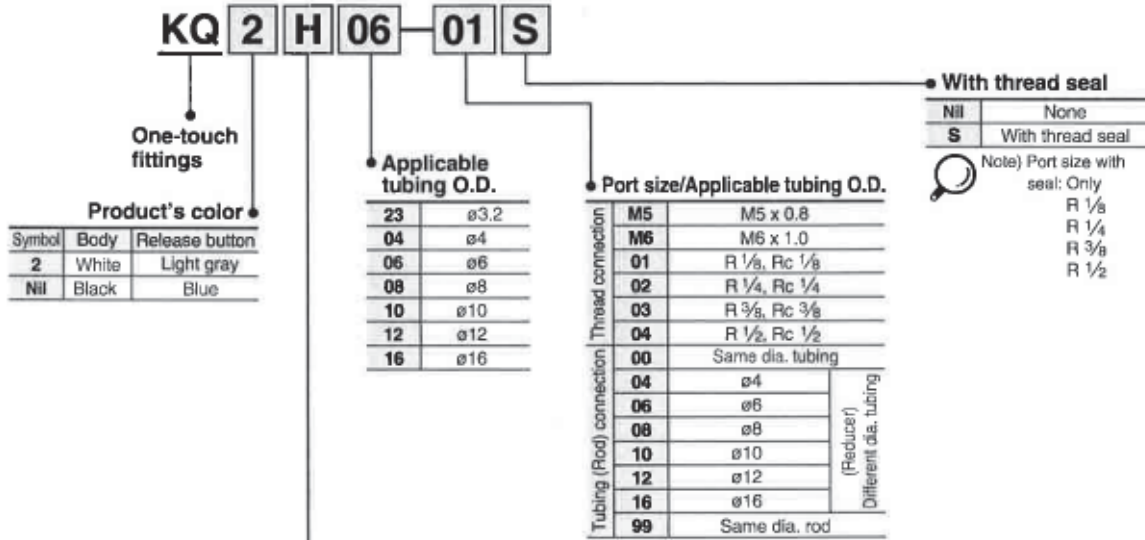 KQ 2 H 06 — 01 S
One-touch
fittings
Product's color
Symbol Body Release button
2 White Light gray
Nil Black Blue
Applicable
tubing O.D.
23 ø3.2
04 ø4
06 ø6
08 ø8
10 ø10
12 ø12
16 ø16
Port size/Applicable tubing O.D.
Thread connection
M5 M5 x 0.8
M6 M6 x 1.0
01 R 1/8, Rc 1/8
02 R 1/4, Rc 1/4
03 R 3/8, Rc 3/8
04 R 1/2, Rc 1/2
Tubing (Rod) connection
00 Same dia. tubing
04 ø4
06 ø6
08 ø8
10 ø10
12 ø12
16 ø16
(Reducer)
Different dia. tubing
99 Same dia. rod
With thread seal
Nil None
S With thread seal
Note) Port size with
seal: Only
R 1/8
R 1/4
R 3/8
R 1/2